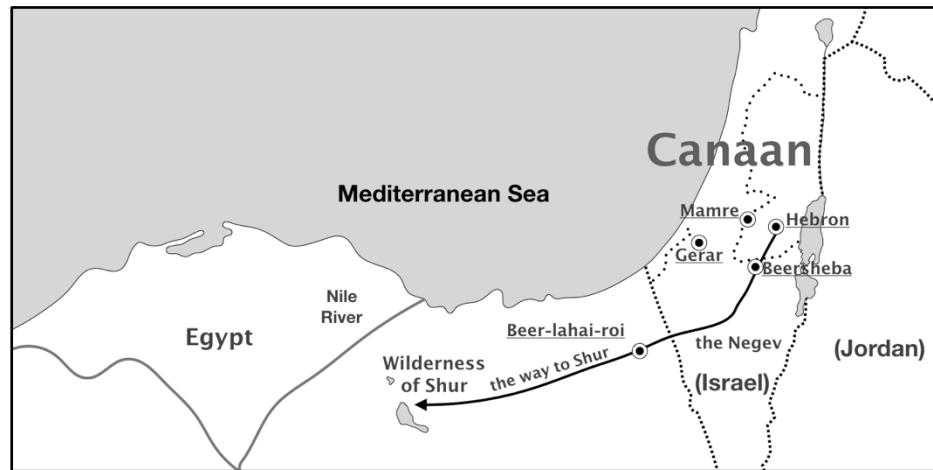 Canaan
Mediterranean Sea
Mamre
Hebron
Gerar
Beersheba
Nile
River
Egypt
Beer-lahai-roi
the Negev
(Jordan)
Wilderness
of Shur
the way to Shur
(Israel)